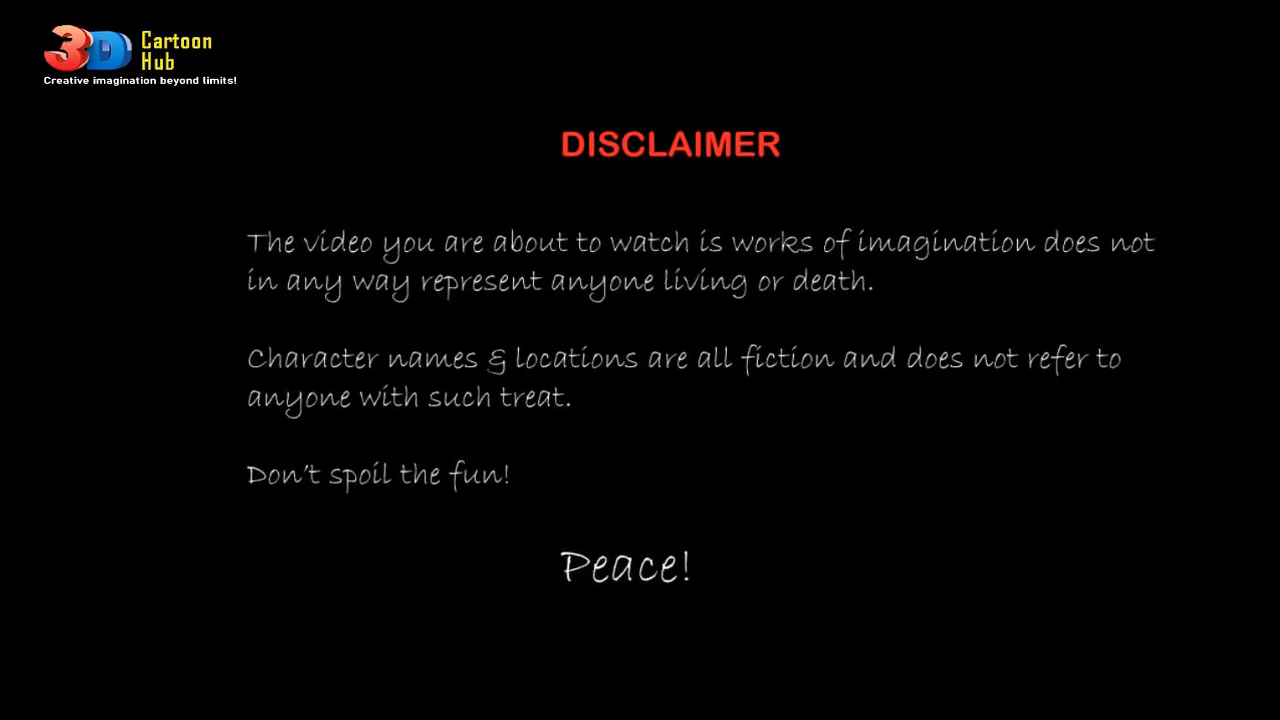 3D Cartoon
Hub
Creative imagination beyond limits!
DISCLAIMER
The video you are about to watch is works of imagination does not
in any way represent anyone living or death.
Character names & locations are all fiction and does not refer to
anyone with such treat.
Don't spoil the fun!
Peace!